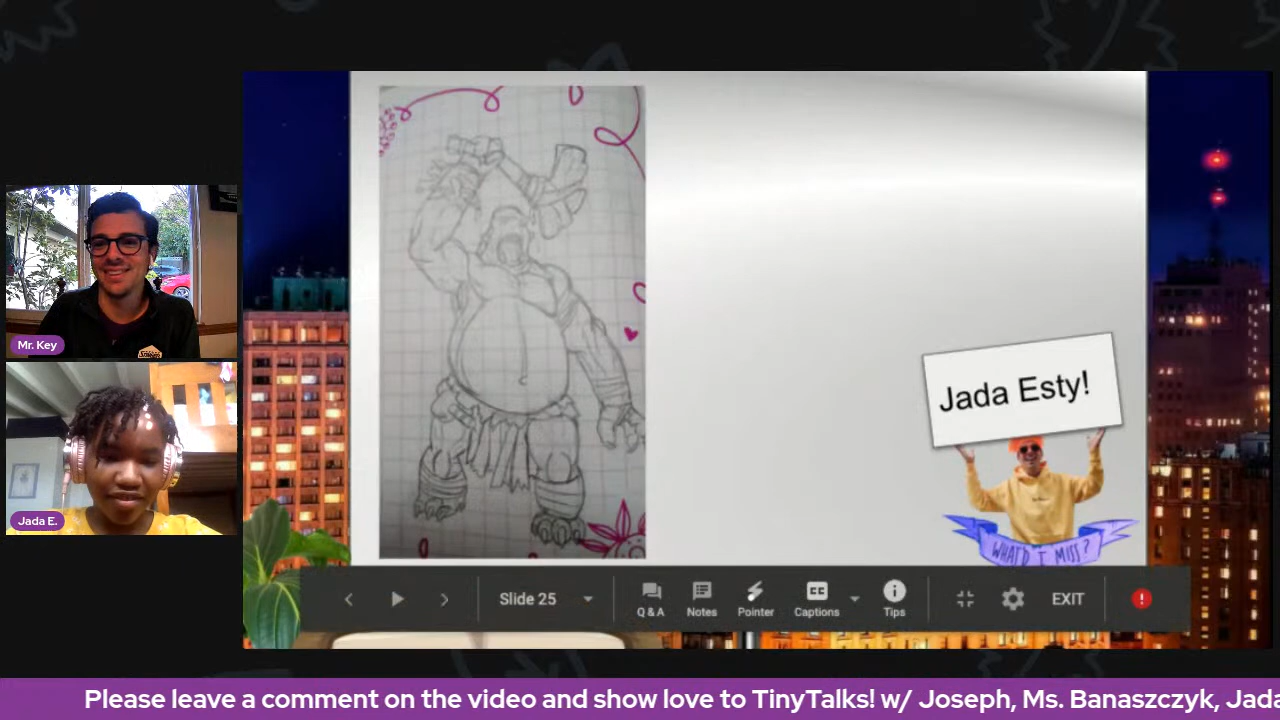 Jada Esty!
WHAT'D I MISS?
Mr. Key
Jada E.
Slide 25
Q & A
Notes
Pointer
CC
Captions
Tips
EXIT
Please leave a comment on the video and show love to TinyTalks! w/ Joseph, Ms. Banaszczyk, Jada